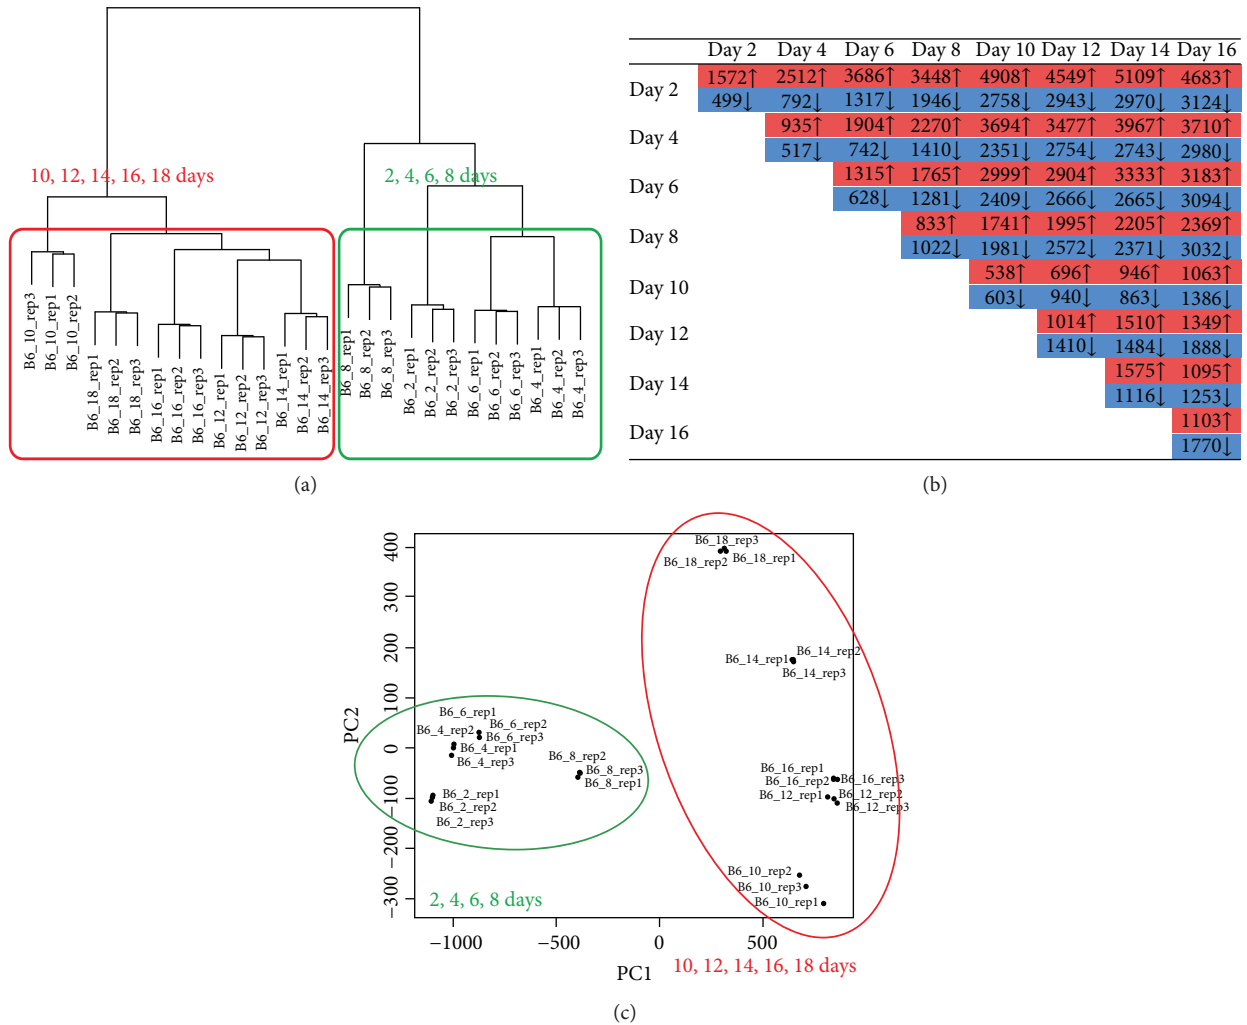 10, 12, 14, 16, 18 days
2, 4, 6, 8 days
B6_10_rep3
B6_10_rep1
B6_10_rep2
B6_18_rep1
B6_18_rep2
B6_18_rep3
B6_16_rep1
B6_16_rep2
B6_16_rep3
B6_12_rep1
B6_12_rep2
B6_12_rep3
B6_14_rep1
B6_14_rep2
B6_14_rep3
B6_8_rep1
B6_8_rep2
B6_8_rep3
B6_2_rep1
B6_2_rep2
B6_2_rep3
B6_6_rep1
B6_6_rep2
B6_6_rep3
B6_4_rep1
B6_4_rep2
B6_4_rep3
(a)
Day 2 Day 4 Day 6 Day 8 Day 10 Day 12 Day 14 Day 16
Day 2
1572↑ 2512↑ 3686↑ 3448↑ 4908↑ 4549↑ 5109↑ 4683↑
499↓ 792↓ 1317↓ 1946↓ 2758↓ 2943↓ 2970↓ 3124↓
Day 4
935↑ 1904↑ 2270↑ 3694↑ 3477↑ 3967↑ 3710↑
517↓ 742↓ 1410↓ 2351↓ 2754↓ 2743↓ 2980↓
Day 6
1315↑ 1765↑ 2999↑ 2904↑ 3333↑ 3183↑
628↓ 1281↓ 2409↓ 2666↓ 2665↓ 3094↓
Day 8
833↑ 1741↑ 1995↑ 2205↑ 2369↑
1022↓ 1981↓ 2572↓ 2371↓ 3032↓
Day 10
538↑ 696↑ 946↑ 1063↑
603↓ 940↓ 863↓ 1386↓
Day 12
1014↑ 1510↑ 1349↑
1410↓ 1484↓ 1888↓
Day 14
1575↑ 1095↑
1116↓ 1253↓
Day 16
1103↑
1770↓
(b)
PC2
400
300
200
100
0
−100
−200
−300
B6_18_rep3
B6_18_rep2
B6_18_rep1
B6_14_rep2
B6_14_rep1
B6_14_rep3
B6_6_rep1
B6_6_rep2
B6_4_rep2
B6_6_rep3
B6_4_rep1
B6_4_rep3
B6_8_rep2
B6_8_rep3
B6_8_rep1
B6_2_rep1
B6_2_rep2
B6_2_rep3
B6_16_rep1
B6_16_rep2
B6_16_rep3
B6_12_rep1
B6_12_rep2
B6_12_rep3
B6_10_rep2
B6_10_rep3
B6_10_rep1
2, 4, 6, 8 days
−1000 −500 0 500
PC1
10, 12, 14, 16, 18 days
(c)